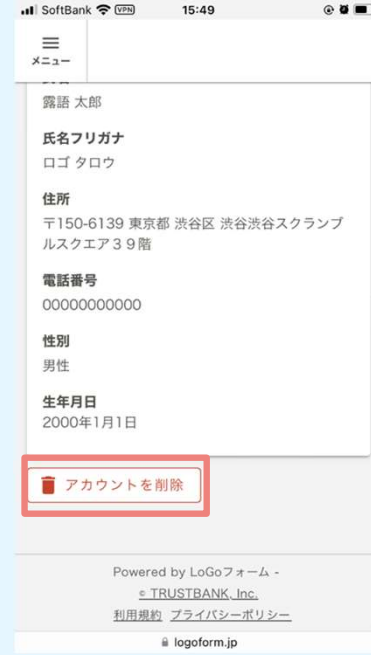 SoftBank VPN 15:49
メニュー
露語 太郎
氏名フリガナ
ロゴ タロウ
住所
〒150-6139 東京都 渋谷区 渋谷渋谷スクランブ
ルスクエア39階
電話番号
00000000000
性別
男性
生年月日
2000年1月1日
アカウントを削除
Powered by LoGoフォーム -
© TRUSTBANK, Inc.
利用規約 プライバシーポリシー
logoform.jp